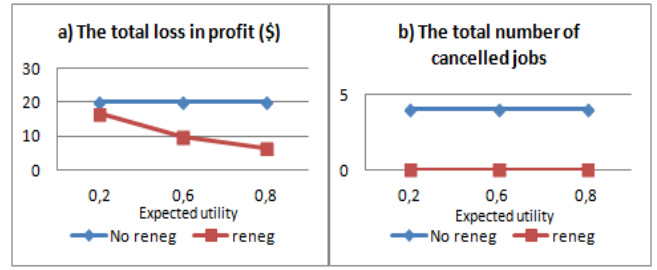 a) The total loss in profit ($)
30
20
10
0
0,2 0,6 0,8
Expected utility
No reneg reneg
b) The total number of
cancelled jobs
5
0
0,2 0,6 0,8
Expected utility
No reneg reneg